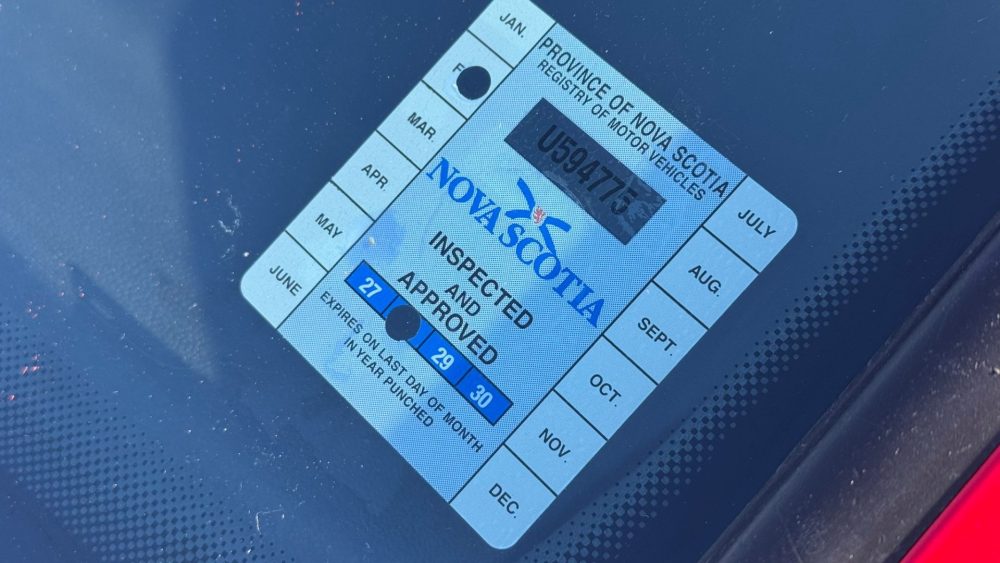 JAN.
MAR.
APR.
MAY
JUNE
PROVINCE OF NOVA SCOTIA
REGISTRY OF MOTOR VEHICLES
U594775
NOVA SCOTIA
INSPECTED
AND
APPROVED
27 29 30
EXPIRES ON LAST DAY OF MONTH
IN YEAR PUNCHED
JULY
AUG.
SEPT.
OCT.
NOV.
DEC.